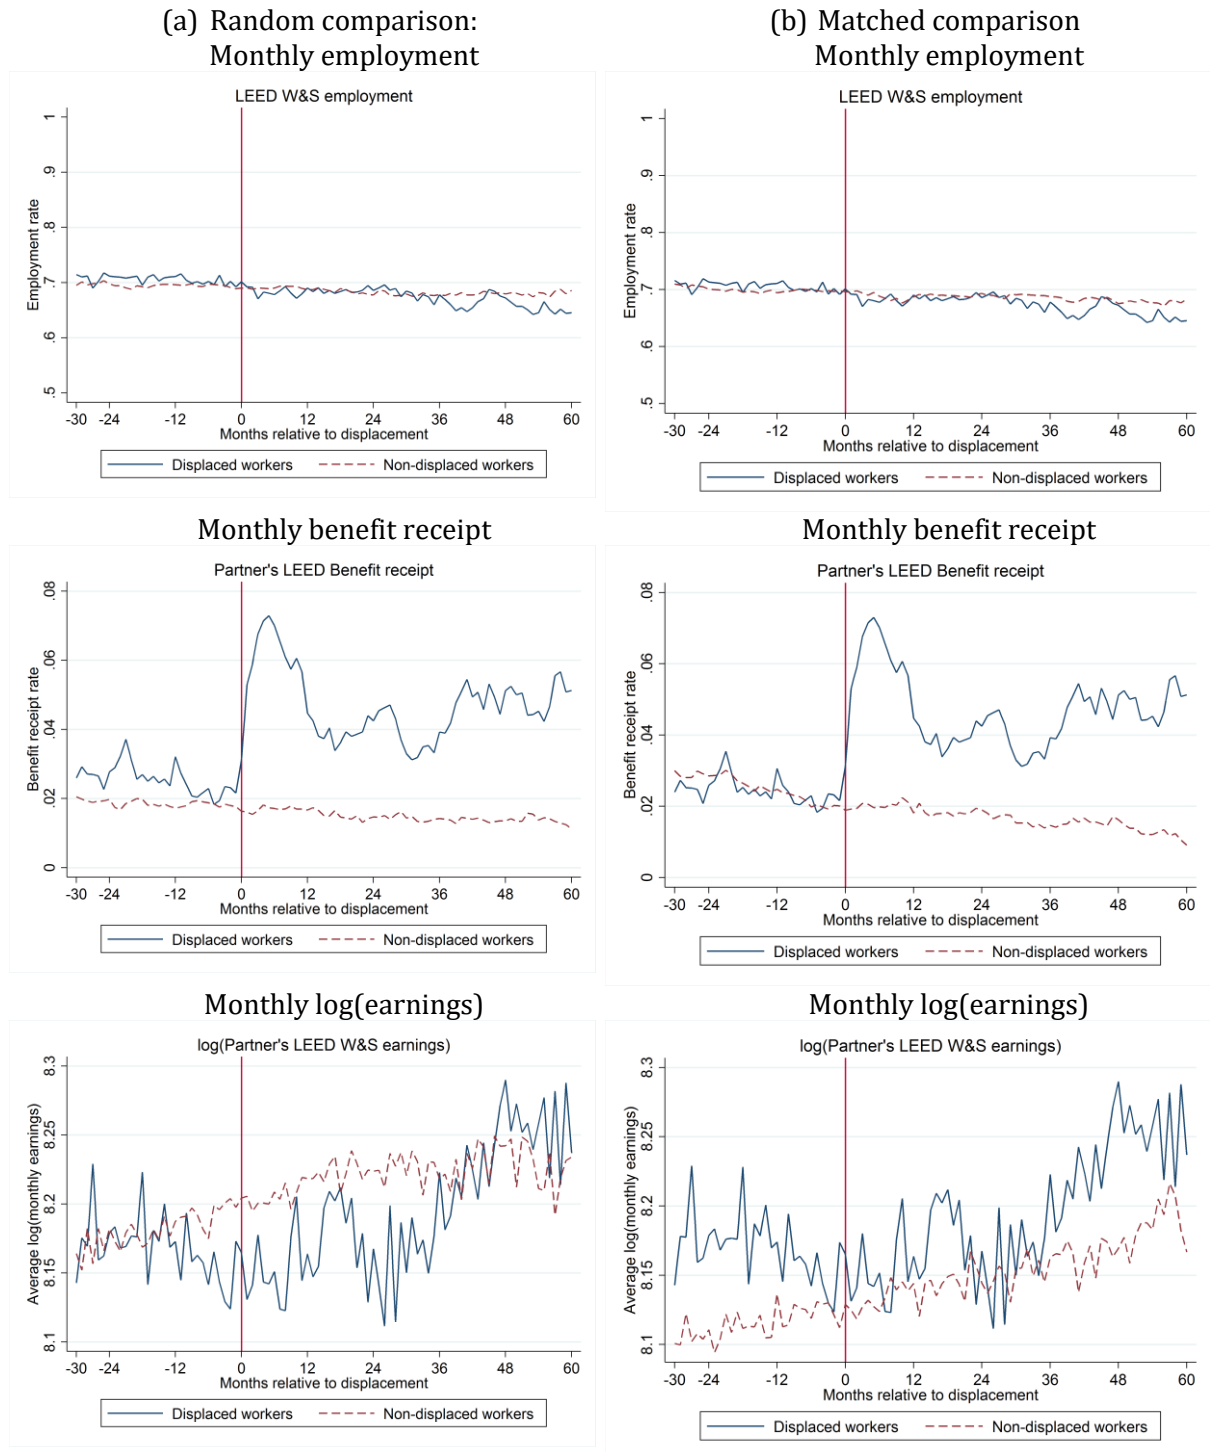 (a) Random comparison:
Monthly employment
LEED W&S employment
Employment rate
1
.9
.8
.7
.6
.5
-30 -24 -12 0 12 24 36 48 60
Months relative to displacement
Displaced workers Non-displaced workers
(b) Matched comparison
Monthly employment
LEED W&S employment
Employment rate
1
.9
.8
.7
.6
.5
-30 -24 -12 0 12 24 36 48 60
Months relative to displacement
Displaced workers Non-displaced workers
Monthly benefit receipt
Partner's LEED Benefit receipt
Benefit receipt rate
.08
.06
.04
.02
0
-30 -24 -12 0 12 24 36 48 60
Months relative to displacement
Displaced workers Non-displaced workers
Monthly benefit receipt
Partner's LEED Benefit receipt
Benefit receipt rate
.08
.06
.04
.02
0
-30 -24 -12 0 12 24 36 48 60
Months relative to displacement
Displaced workers Non-displaced workers
Monthly log(earnings)
log(Partner's LEED W&S earnings)
Average log(monthly earnings)
8.3
8.25
8.2
8.15
8.1
-30 -24 -12 0 12 24 36 48 60
Months relative to displacement
Displaced workers Non-displaced workers
Monthly log(earnings)
log(Partner's LEED W&S earnings)
Average log(monthly earnings)
8.3
8.25
8.2
8.15
8.1
-30 -24 -12 0 12 24 36 48 60
Months relative to displacement
Displaced workers Non-displaced workers